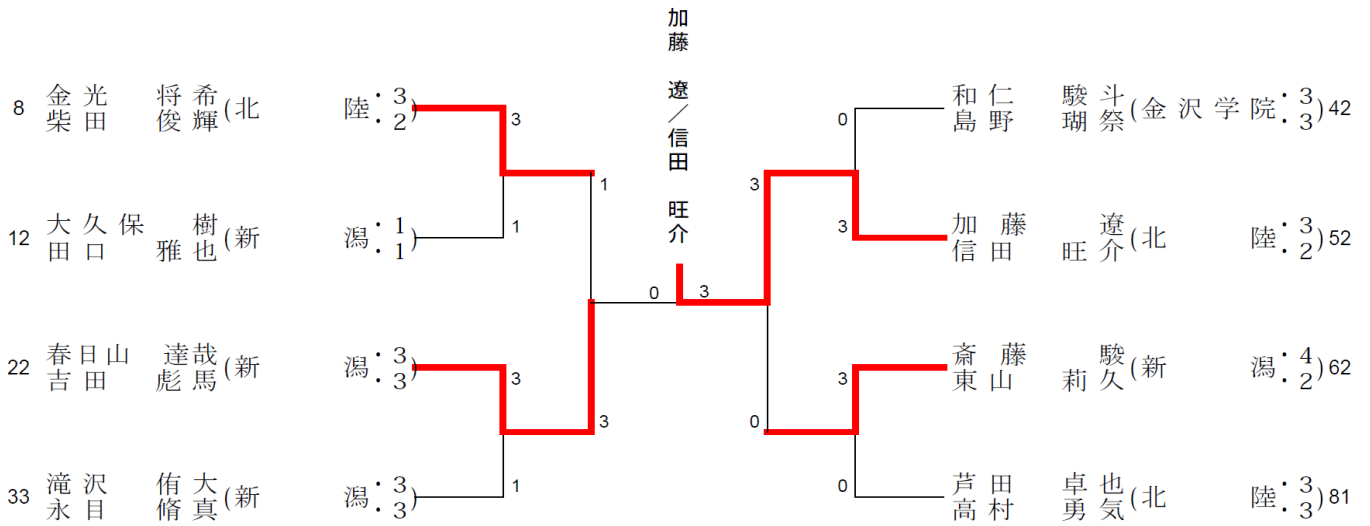 加藤　遼／信田　旺介
8 金光　将希 (北　陸・3)
柴田　俊輝 ・2
3
1
12 大久保　樹 (新　潟・1)
田口　雅也 ・1
1
22 春日山　達哉 (新　潟・3)
吉田　彪馬 ・3
3
3
33 滝沢　侑大 (新　潟・3)
永目　脩真 ・3
1
0
3
和仁　駿斗 (金沢学院・3) 42
島野　瑚祭 ・3
0
3
加藤　遼 (北　陸・3) 52
信田　旺介 ・2
3
斎藤　駿 (新　潟・4) 62
東山　莉久 ・2
3
0
芦田　卓也 (北　陸・3) 81
高村　勇気 ・3
0